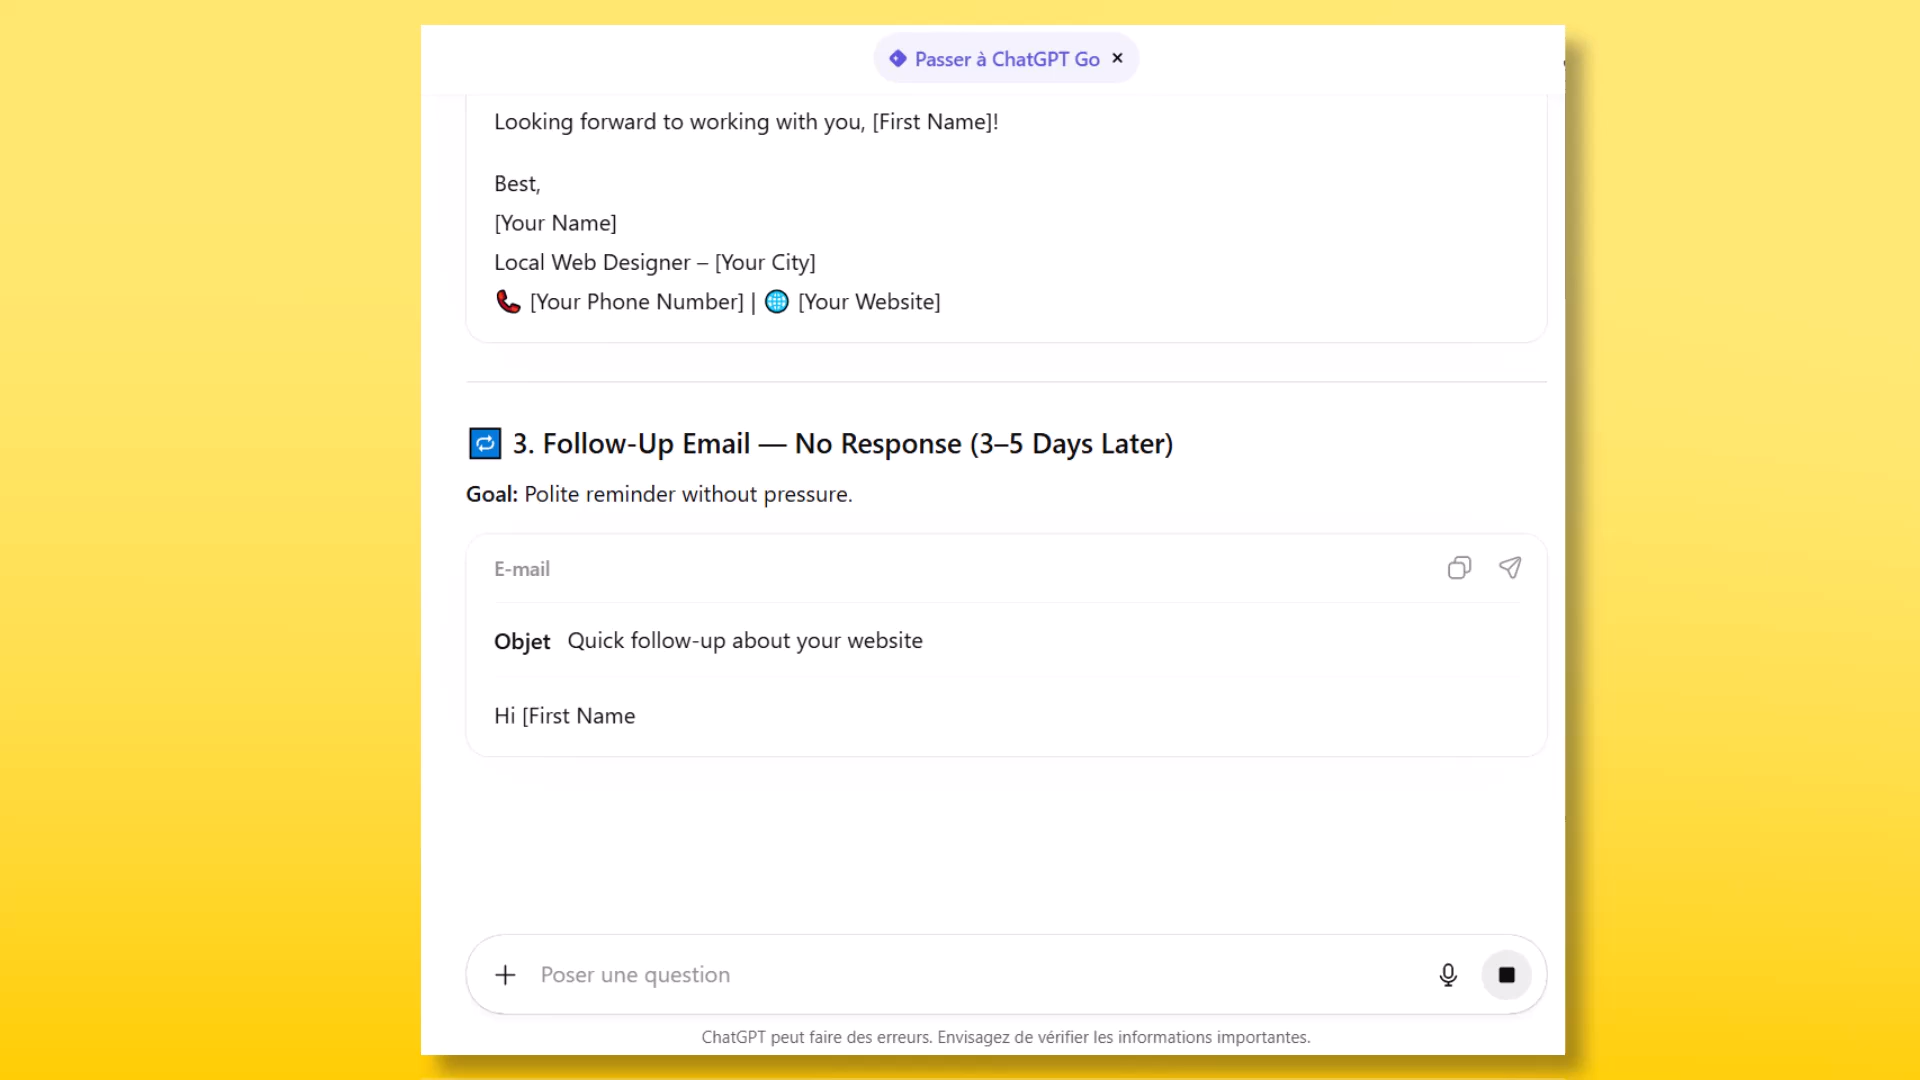 Passer à ChatGPT Go ×
Looking forward to working with you, [First Name]!
Best,
[Your Name]
Local Web Designer – [Your City]
📞 [Your Phone Number] | 🌐 [Your Website]
🔁 3. Follow-Up Email — No Response (3–5 Days Later)
Goal: Polite reminder without pressure.
E-mail
Objet Quick follow-up about your website
Hi [First Name
Poser une question
ChatGPT peut faire des erreurs. Envisagez de vérifier les informations importantes.